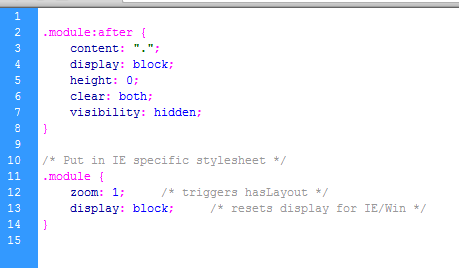 1
2 .module:after {
3 content: ".";
4 display: block;
5 height: 0;
6 clear: both;
7 visibility: hidden;
8 }
9
10 /* Put in IE specific stylesheet */
11 .module {
12 zoom: 1; /* triggers hasLayout */
13 display: block; /* resets display for IE/Win */
14 }
15